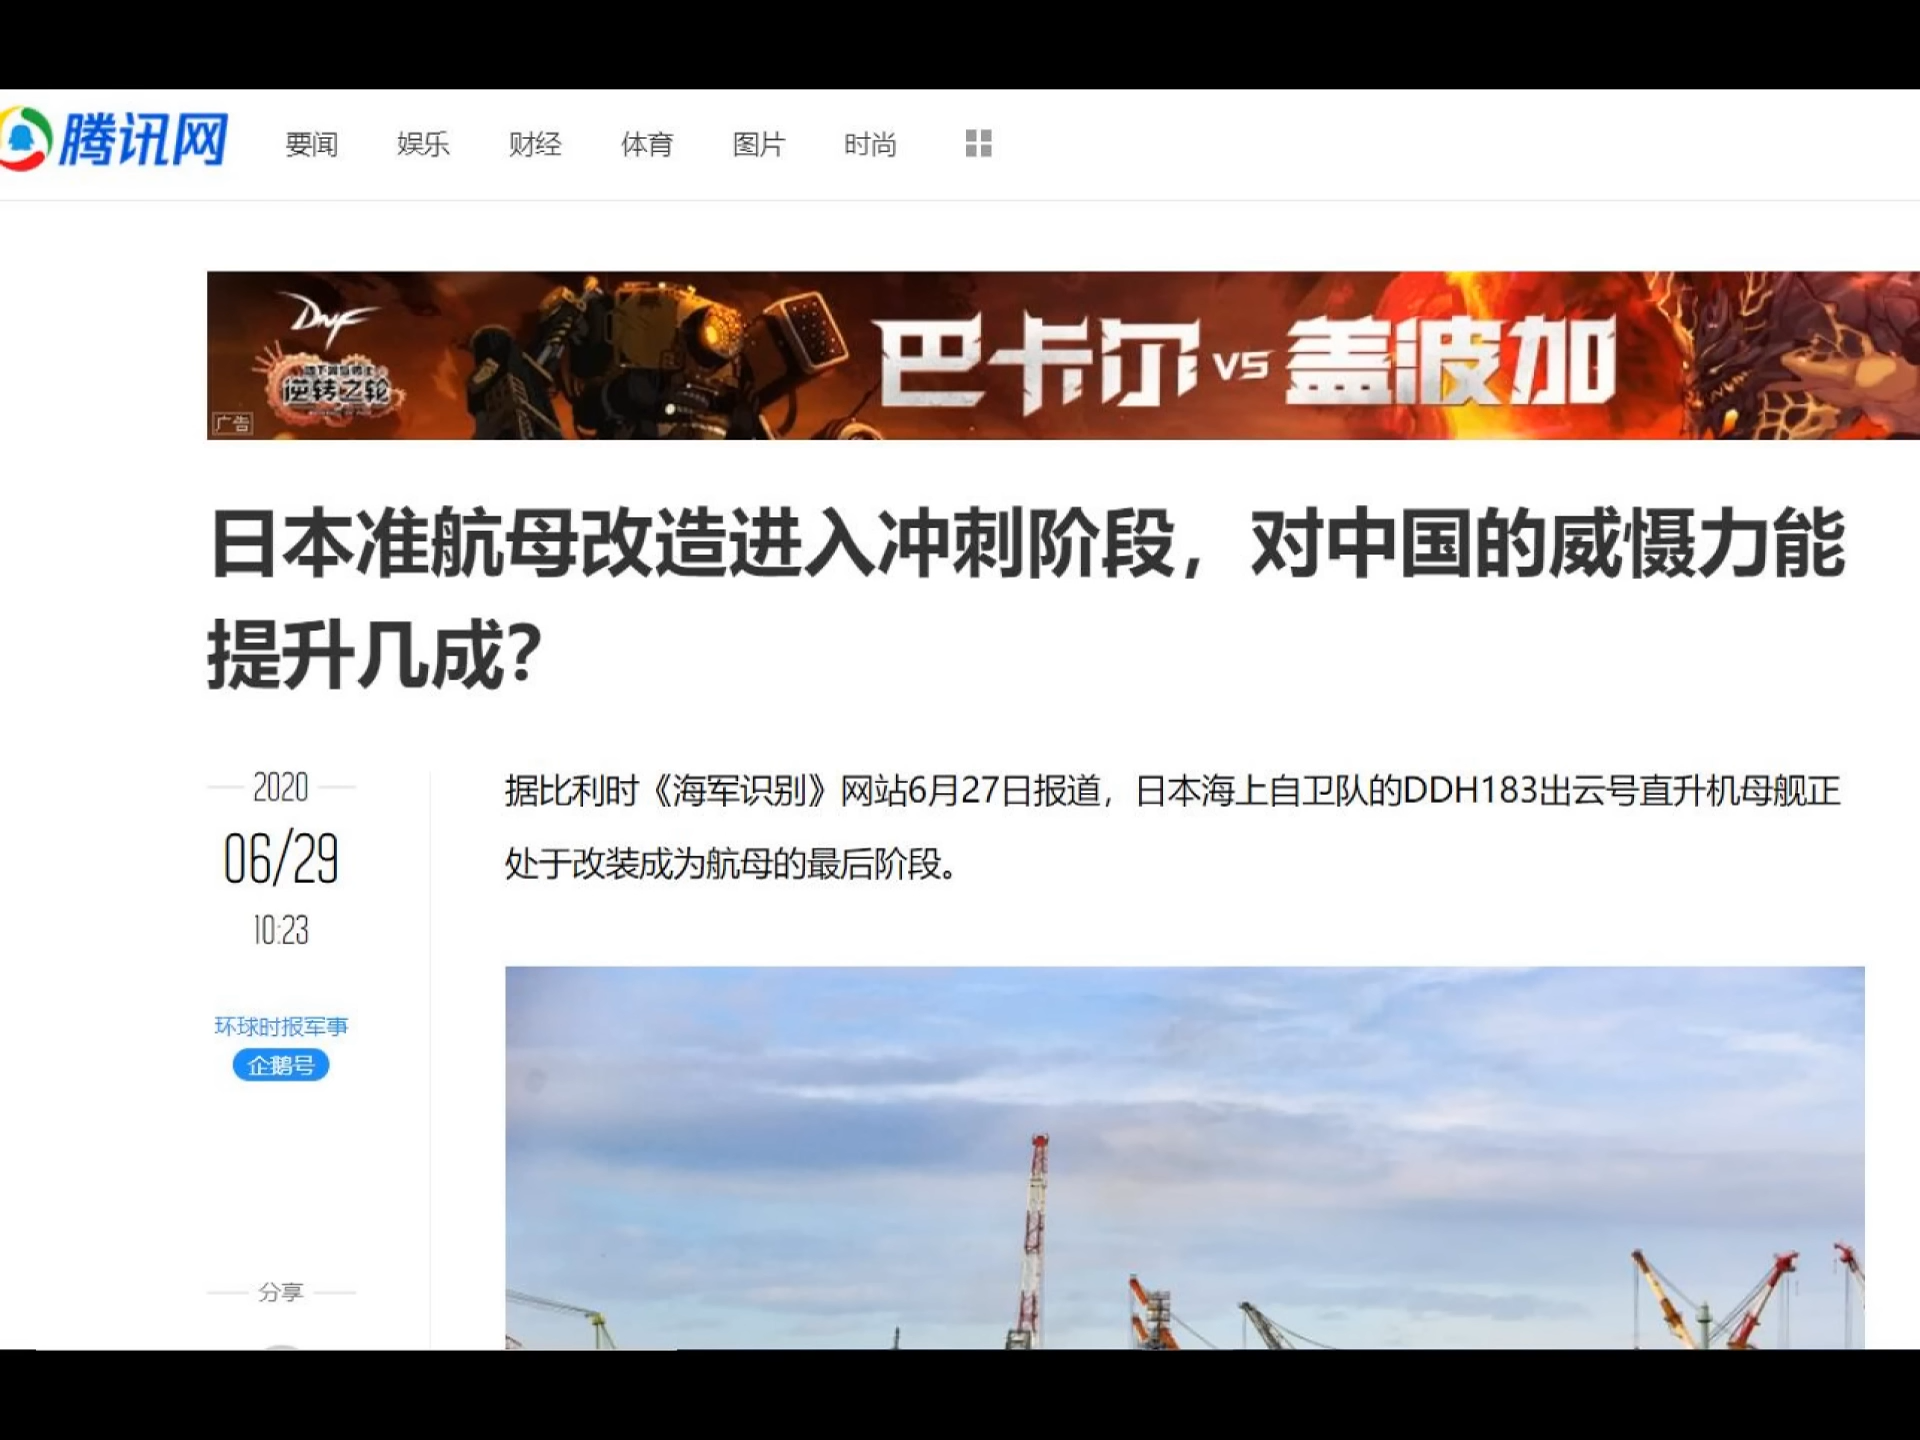 腾讯网 要闻 娱乐 财经 体育 图片 时尚
DNF
逆转之轮
广告
巴卡尔 VS 盖波加
日本准航母改造进入冲刺阶段，对中国的威慑力能
提升几成？
2020
06/29
10:23
环球时报军事
企鹅号
分享
据比利时《海军识别》网站6月27日报道，日本海上自卫队的DDH183出云号直升机母舰正
处于改装成为航母的最后阶段。